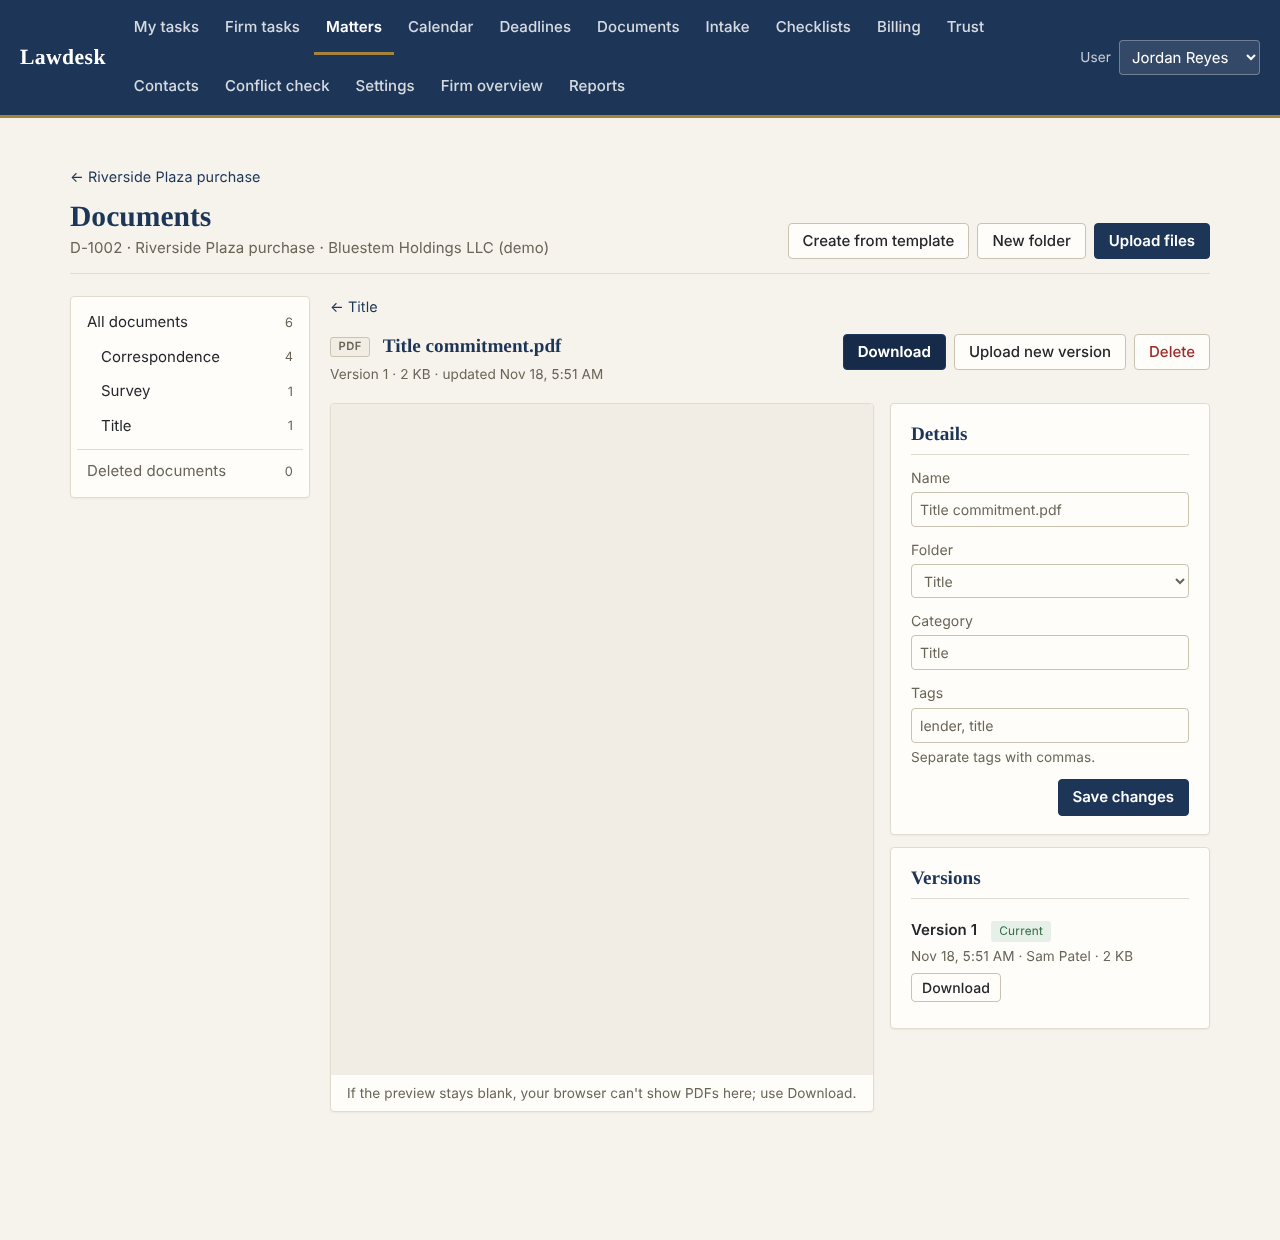 Lawdesk
My tasks Firm tasks Matters Calendar Deadlines Documents Intake Checklists Billing Trust
Contacts Conflict check Settings Firm overview Reports
User Jordan Reyes
← Riverside Plaza purchase
Documents
D-1002 · Riverside Plaza purchase · Bluestem Holdings LLC (demo)
Create from template New folder Upload files
All documents 6
Correspondence 4
Survey 1
Title 1
Deleted documents 0
← Title
PDF Title commitment.pdf
Version 1 · 2 KB · updated Nov 18, 5:51 AM
Download Upload new version Delete
If the preview stays blank, your browser can't show PDFs here; use Download.
Details
Name
Title commitment.pdf
Folder
Title
Category
Title
Tags
lender, title
Separate tags with commas.
Save changes
Versions
Version 1 Current
Nov 18, 5:51 AM · Sam Patel · 2 KB
Download